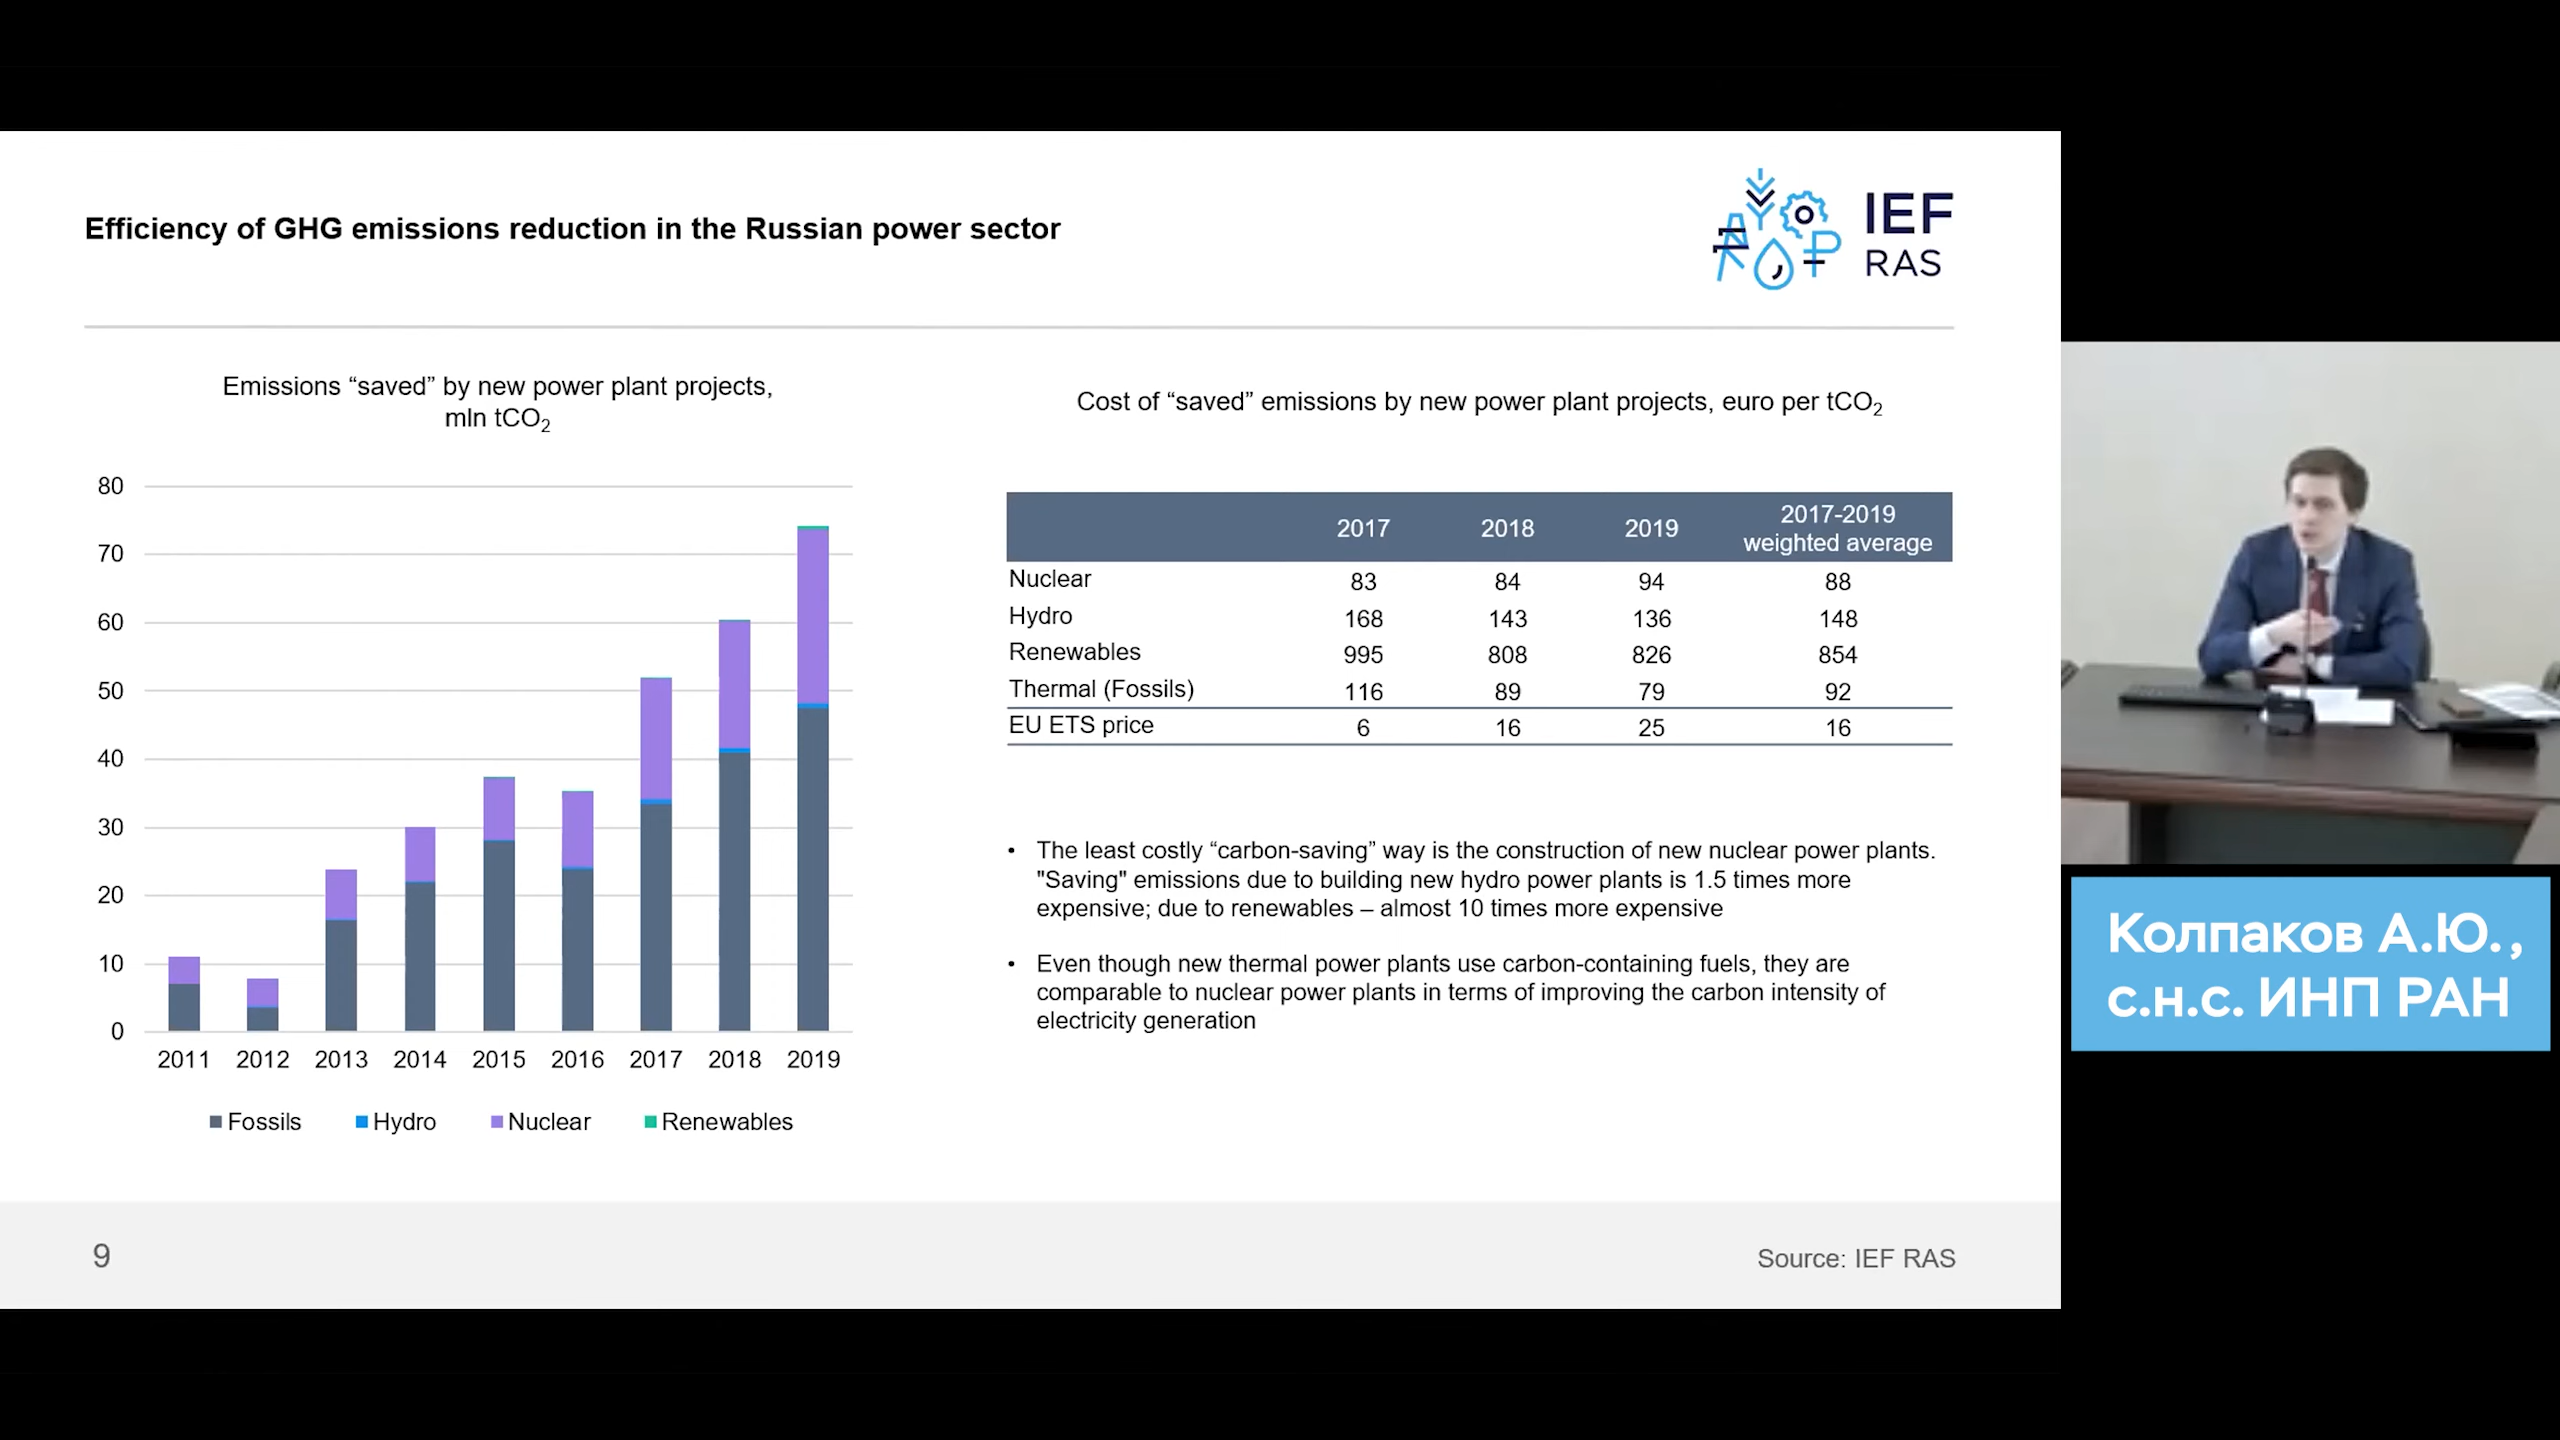 Efficiency of GHG emissions reduction in the Russian power sector
IEF
RAS
Emissions “saved” by new power plant projects,
mln tCO₂
80
70
60
50
40
30
20
10
0
2011 2012 2013 2014 2015 2016 2017 2018 2019
Fossils Hydro Nuclear Renewables
Cost of “saved” emissions by new power plant projects, euro per tCO₂
2017 2018 2019 2017-2019
weighted average
Nuclear 83 84 94 88
Hydro 168 143 136 148
Renewables 995 808 826 854
Thermal (Fossils) 116 89 79 92
EU ETS price 6 16 25 16
• The least costly “carbon-saving” way is the construction of new nuclear power plants.
"Saving" emissions due to building new hydro power plants is 1.5 times more
expensive; due to renewables – almost 10 times more expensive
• Even though new thermal power plants use carbon-containing fuels, they are
comparable to nuclear power plants in terms of improving the carbon intensity of
electricity generation
9
Source: IEF RAS
Колпаков А.Ю.,
с.н.с. ИНП РАН